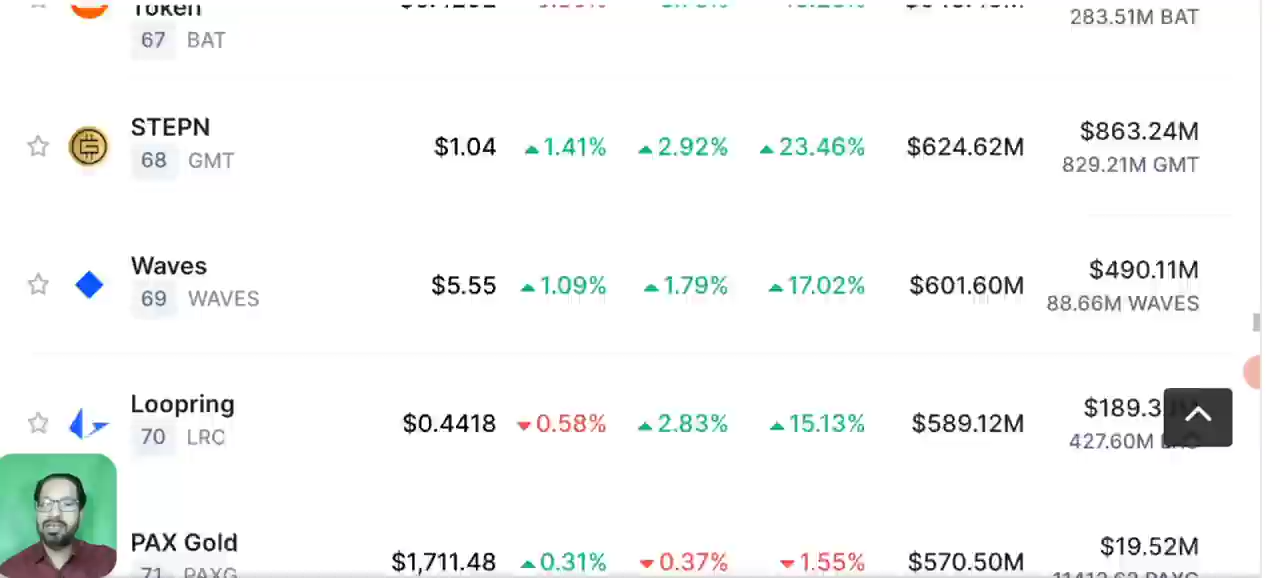 Token
283.51M BAT
67 BAT
STEPN
68 GMT
$1.04 1.41% 2.92% 23.46% $624.62M
$863.24M
829.21M GMT
Waves
69 WAVES
$5.55 1.09% 1.79% 17.02% $601.60M
$490.11M
88.66M WAVES
Loopring
70 LRC
$0.4418 0.58% 2.83% 15.13% $589.12M
427.60M
PAX Gold
71 PAXG
$1,711.48 0.31% 0.37% 1.55% $570.50M
$19.52M